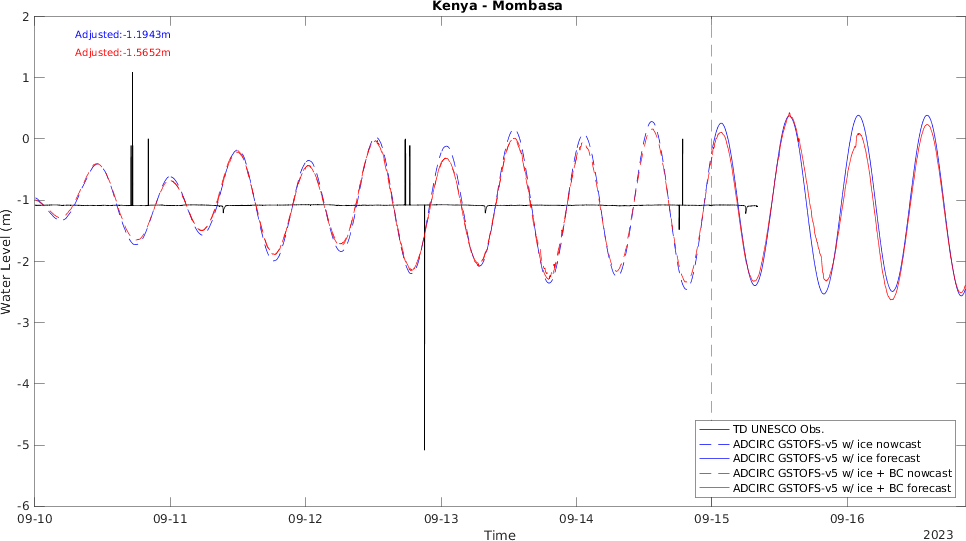 Kenya - Mombasa
Adjusted:-1.1943m
Adjusted:-1.5652m
2
1
0
-1
-2
-3
-4
-5
-6
Water Level (m)
TD UNESCO Obs.
ADCIRC GSTOFS-v5 w/ ice nowcast
ADCIRC GSTOFS-v5 w/ ice forecast
ADCIRC GSTOFS-v5 w/ ice + BC nowcast
ADCIRC GSTOFS-v5 w/ ice + BC forecast
09-10 09-11 09-12 09-13 09-14 09-15 09-16
Time
2023